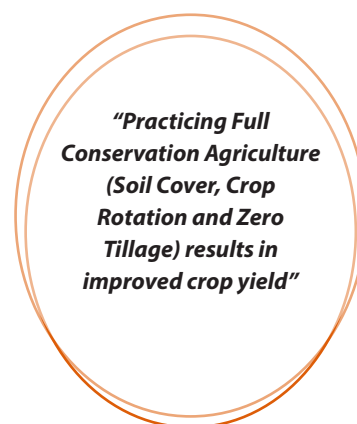 “Practicing Full
Conservation Agriculture
(Soil Cover, Crop
Rotation and Zero
Tillage) results in
improved crop yield”